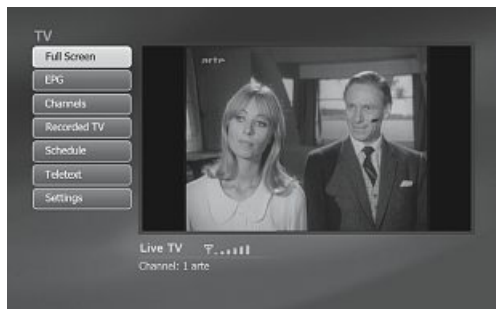 TV
Full Screen
EPG
Channels
Recorded TV
Schedule
Teletext
Settings
arte
Live TV
Channel: 1 arte